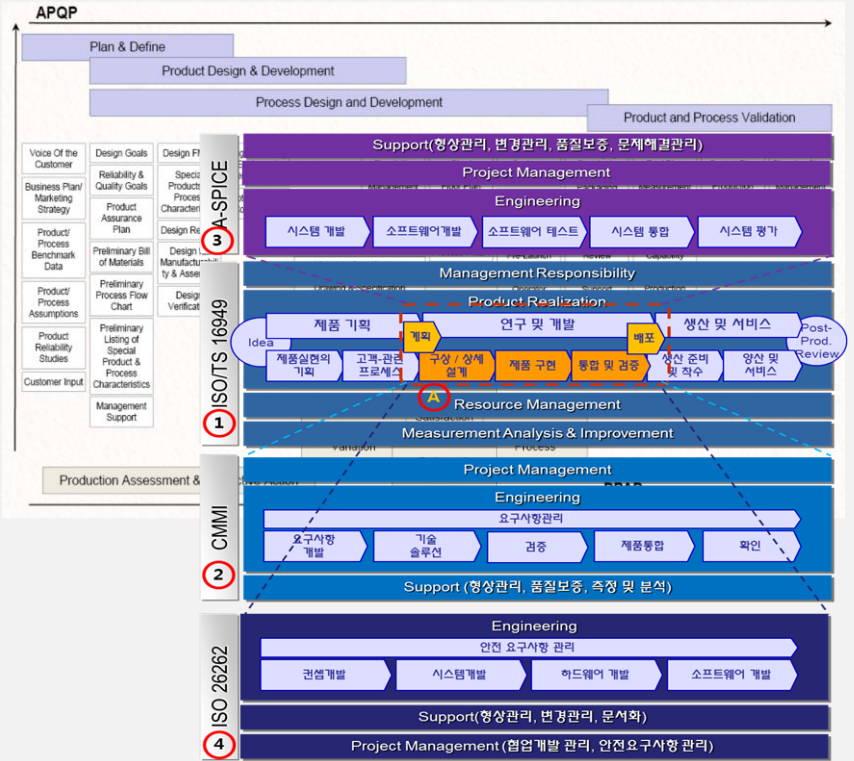 APQP
Plan & Define
Product Design & Development
Process Design and Development
Product and Process Validation
Voice Of the
Customer
Business Plan/
Marketing
Strategy
Product/
Process
Benchmark
Data
Product/
Process
Assumptions
Product
Reliability
Studies
Customer Input
Design Goals
Reliability &
Quality Goals
Product
Assurance
Plan
Preliminary Bill
of Materials
Preliminary
Process Flow
Chart
Preliminary
Listing of
Special
Product &
Process
Characteristics
Management
Support
Production Assessment &
A-SPICE
3
Support(형상관리, 변경관리, 품질보증, 문제해결관리)
Project Management
Engineering
시스템 개발
소프트웨어개발
소프트웨어 테스트
시스템 통합
시스템 평가
ISO/TS 16949
1
Management Responsibility
Product Realization
Idea
제품 기획
연구 및 개발
생산 및 서비스
Post-
Prod.
Review
계획
배포
제품실현의
기획
고객-관련
프로세스
구상 / 상세
설계
제품 구현
통합 및 검증
생산 준비
및 착수
양산 및
서비스
A
Resource Management
Measurement Analysis & Improvement
CMMI
2
Project Management
Engineering
요구사항관리
요구사항
개발
기술
솔루션
검증
제품통합
확인
Support (형상관리, 품질보증, 측정 및 분석)
ISO 26262
4
Engineering
안전 요구사항 관리
컨셉개발
시스템개발
하드웨어 개발
소프트웨어 개발
Support(형상관리, 변경관리, 문서화)
Project Management (협업개발 관리, 안전요구사항 관리)